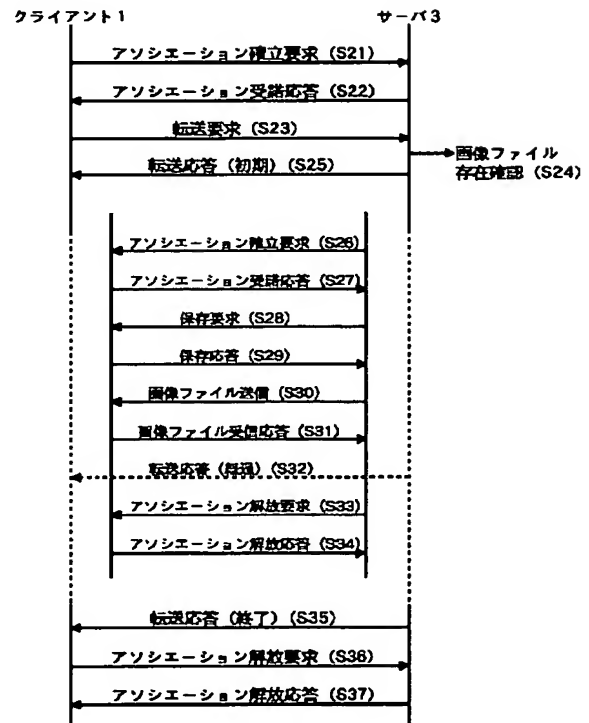 クライアント1
サーバ3
アソシエーション確立要求 (S21)
アソシエーション受諾応答 (S22)
転送要求 (S23)
画像ファイル
存在確認 (S24)
転送応答 (初期) (S25)
アソシエーション確立要求 (S26)
アソシエーション受諾応答 (S27)
保存要求 (S28)
保存応答 (S29)
画像ファイル送信 (S30)
画像ファイル受信応答 (S31)
転送応答 (経過) (S32)
アソシエーション解放要求 (S33)
アソシエーション解放応答 (S34)
転送応答 (終了) (S35)
アソシエーション解放要求 (S36)
アソシエーション解放応答 (S37)